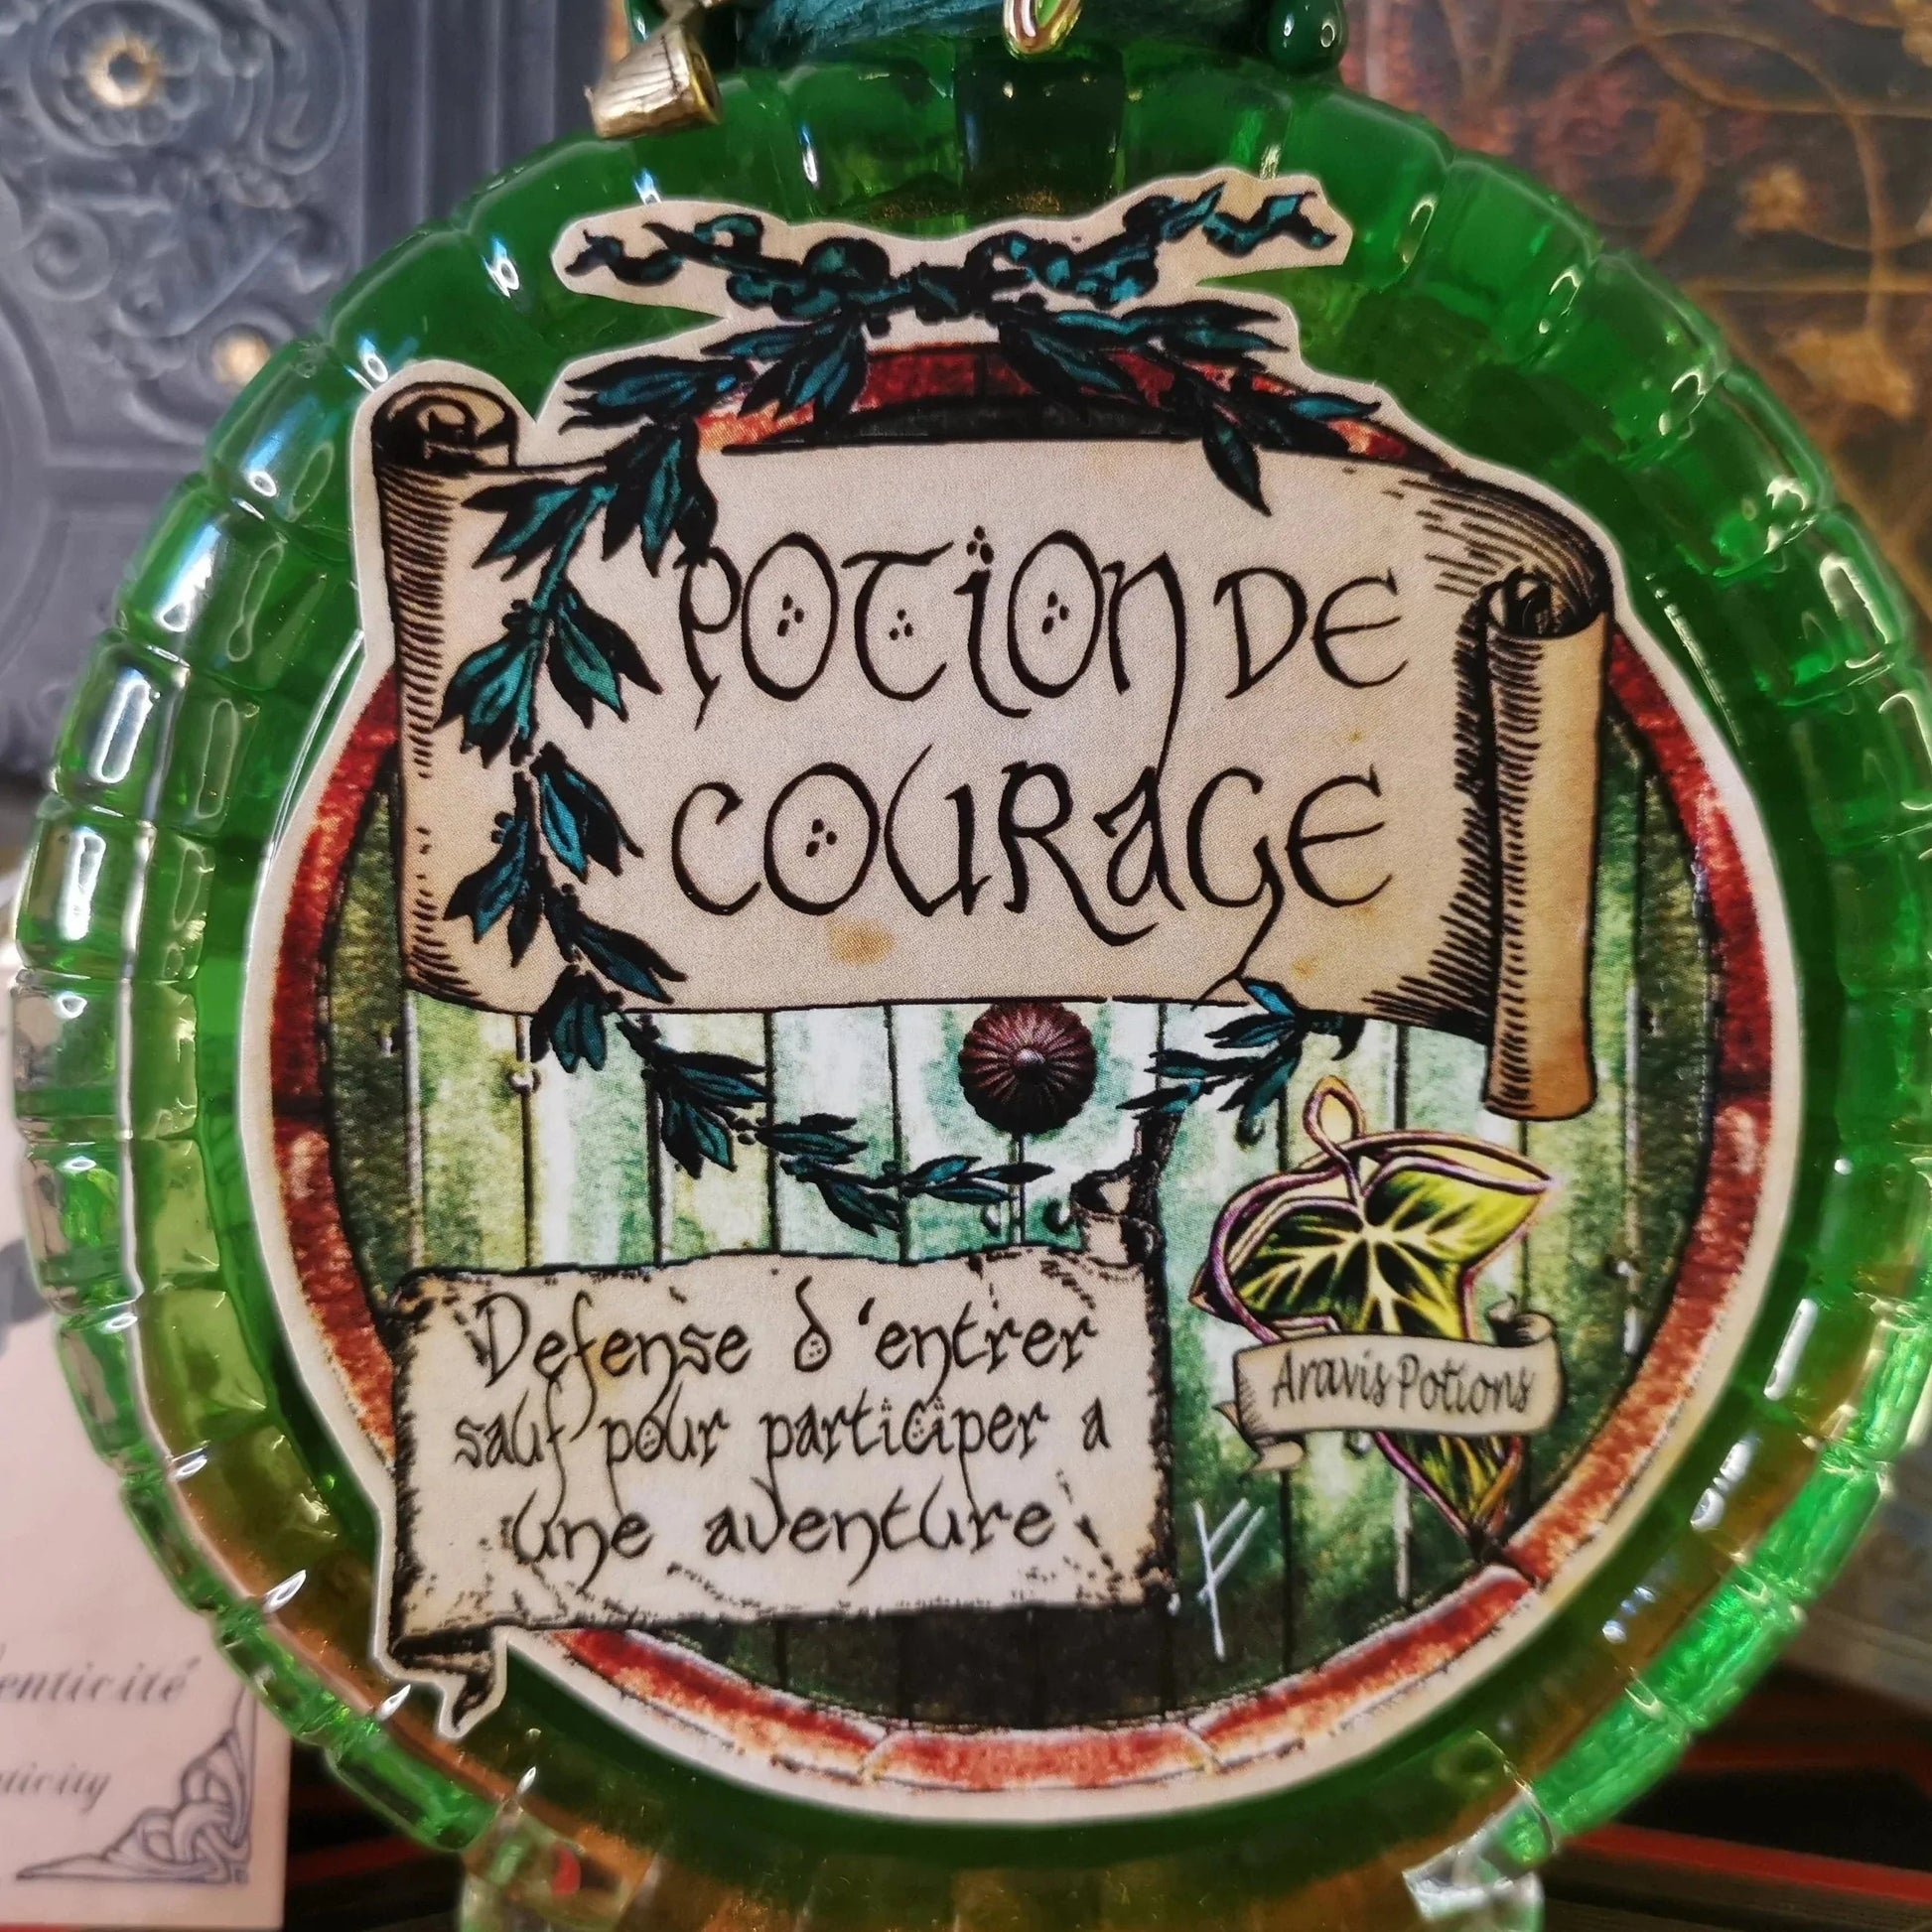 POTION DE
COURAGE
Defense d'entrer
sauf pour participer a
une aventure
Aravis Potions